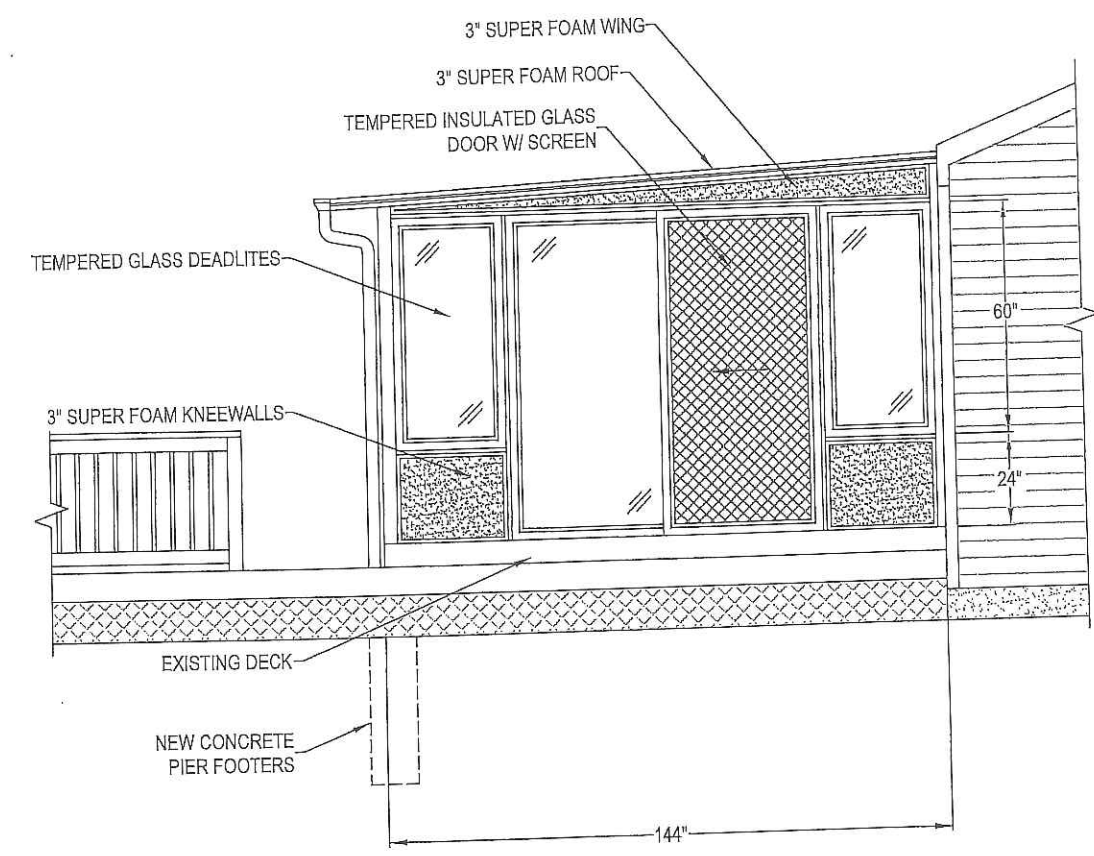 3" SUPER FOAM WING
3" SUPER FOAM ROOF
TEMPERED INSULATED GLASS
DOOR W/ SCREEN
TEMPERED GLASS DEADLITES
60"
3" SUPER FOAM KNEEWALLS
24"
EXISTING DECK
NEW CONCRETE
PIER FOOTERS
144"